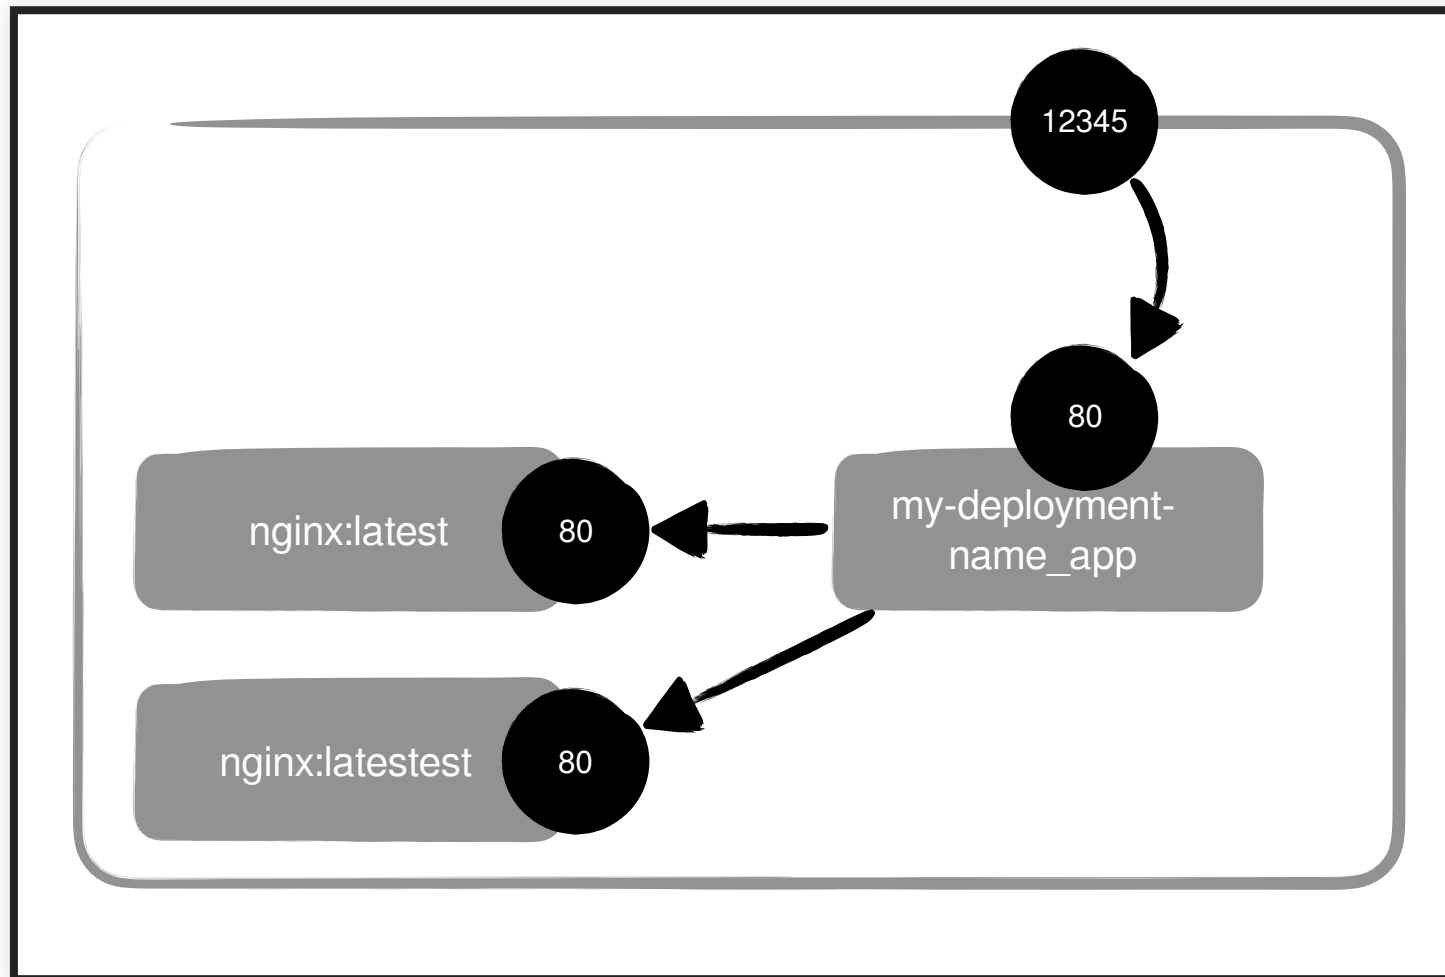 12345
80
nginx:latest
80
my-deployment-
name_app
nginx:latestest
80